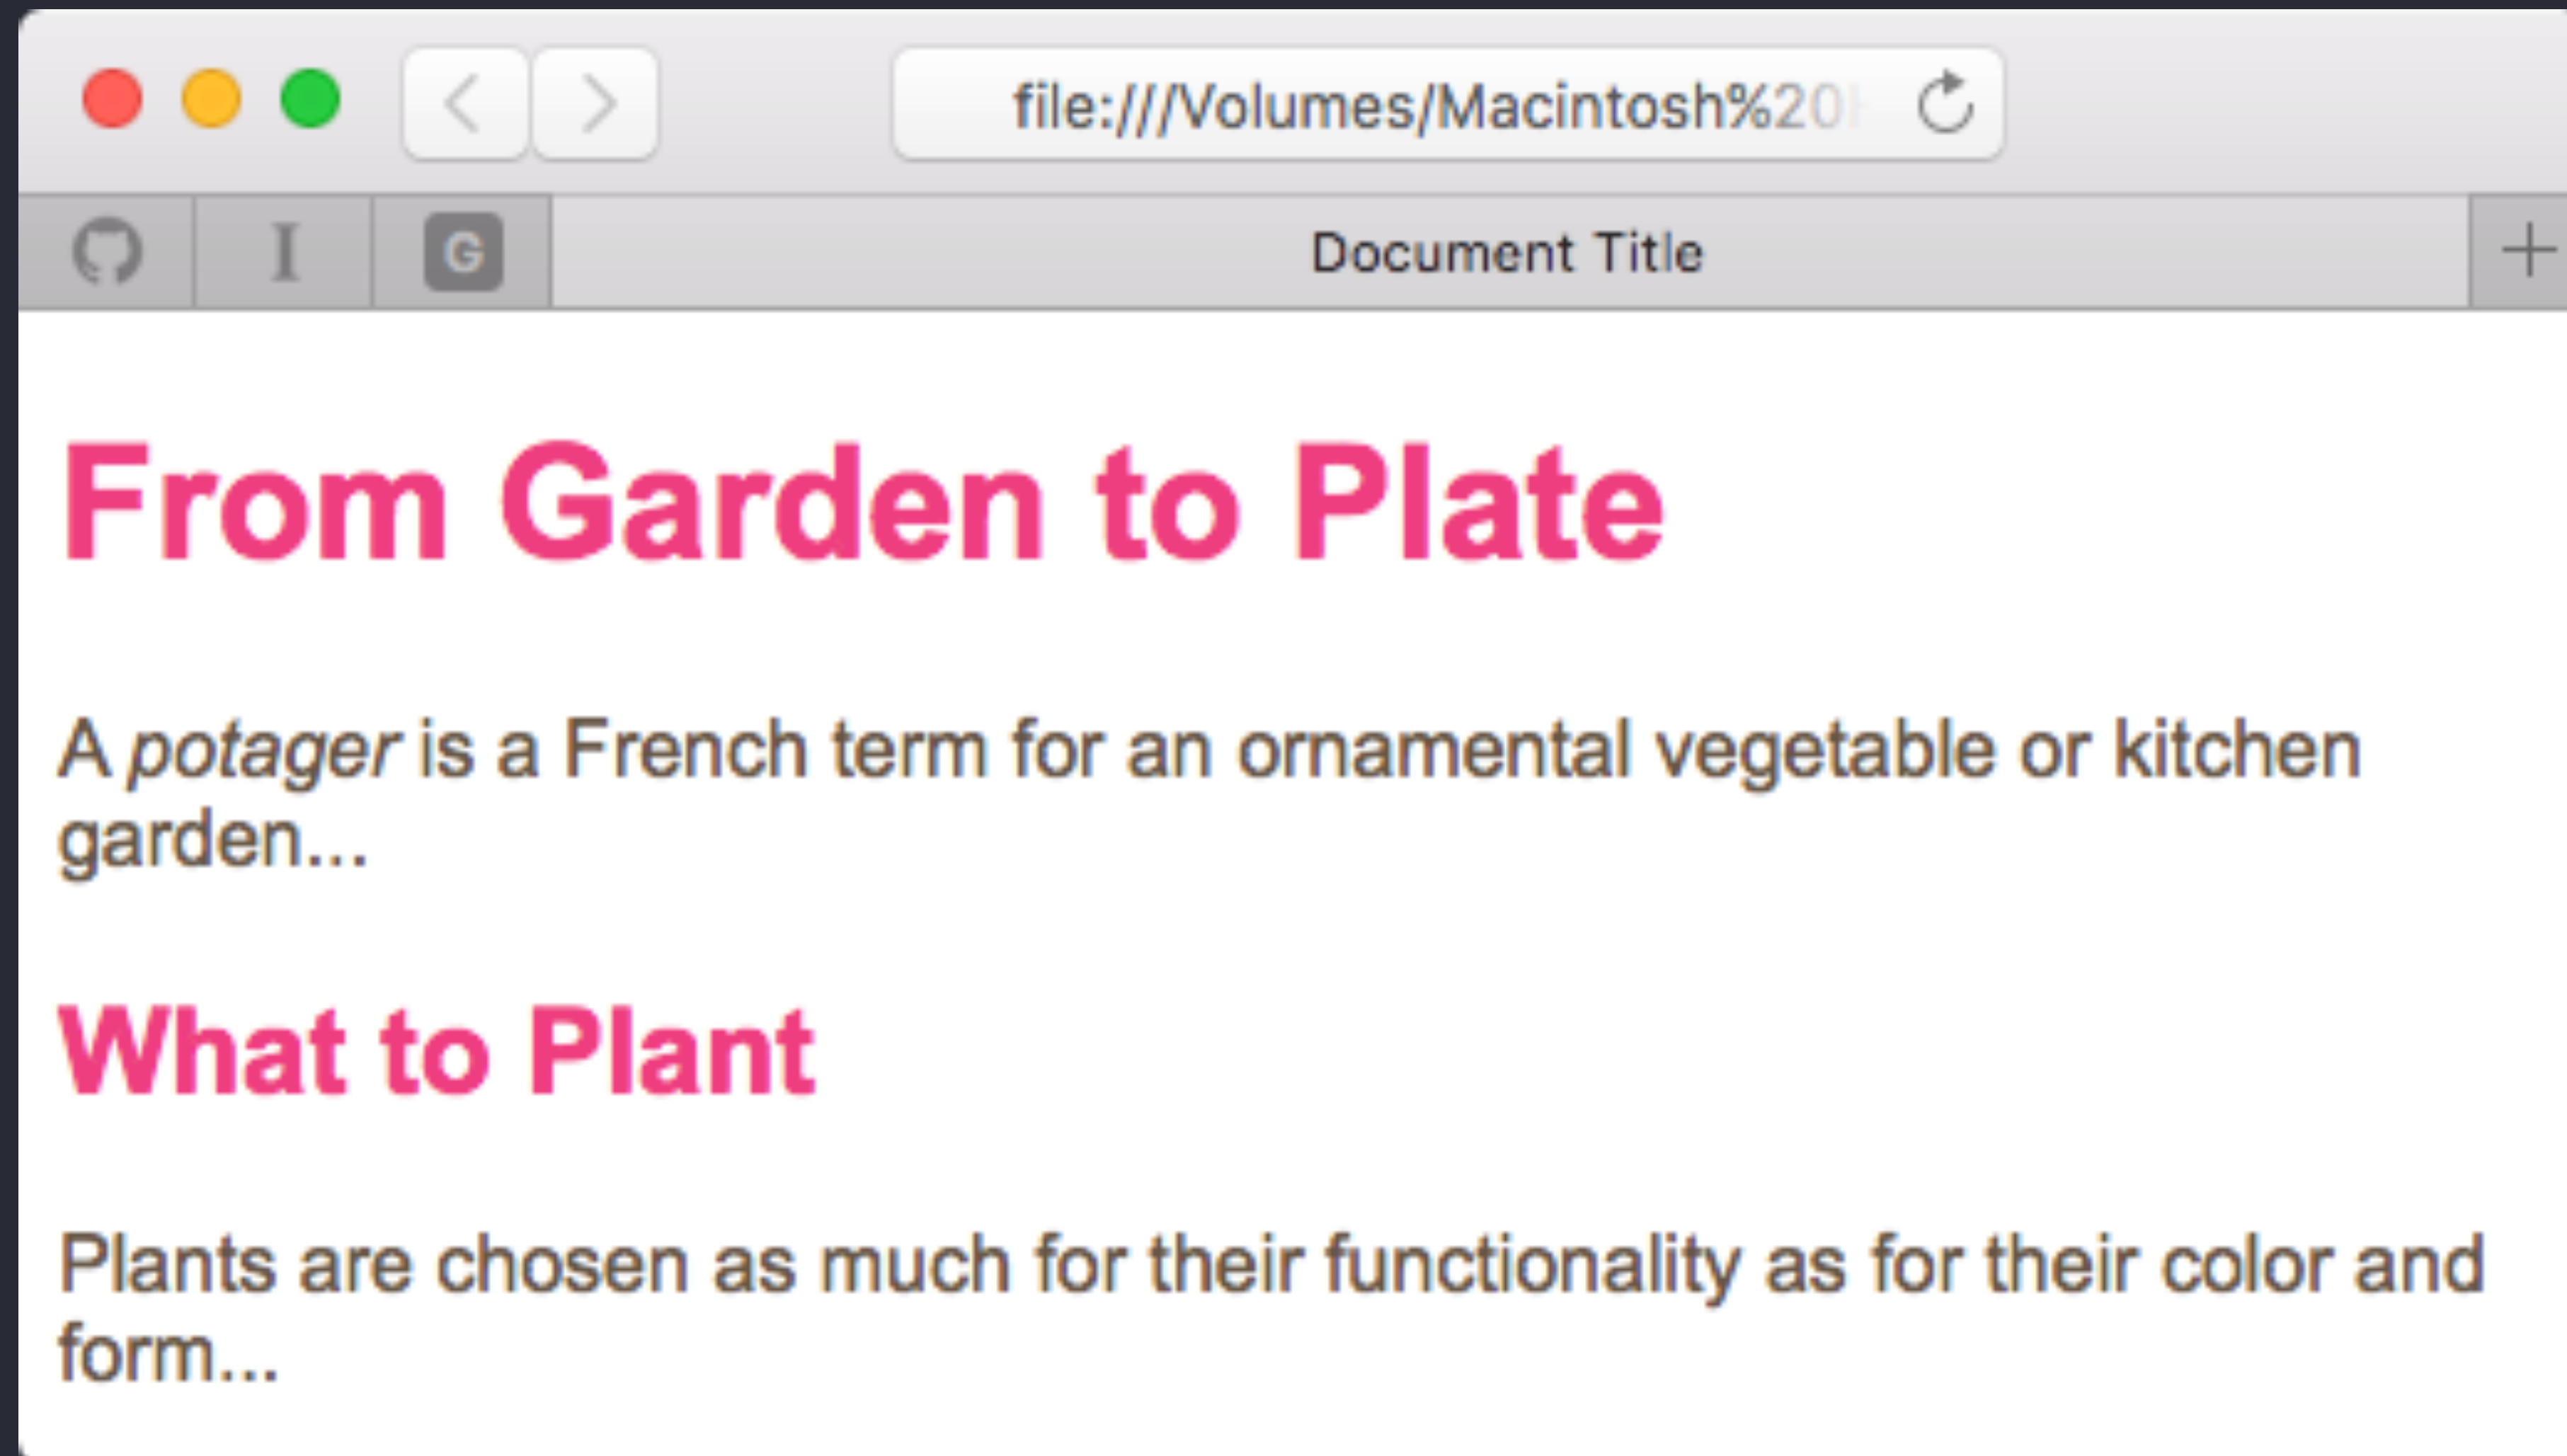 file:///Volumes/Macintosh%20
I
G
Document Title
From Garden to Plate
A potager is a French term for an ornamental vegetable or kitchen
garden...
What to Plant
Plants are chosen as much for their functionality as for their color and
form...